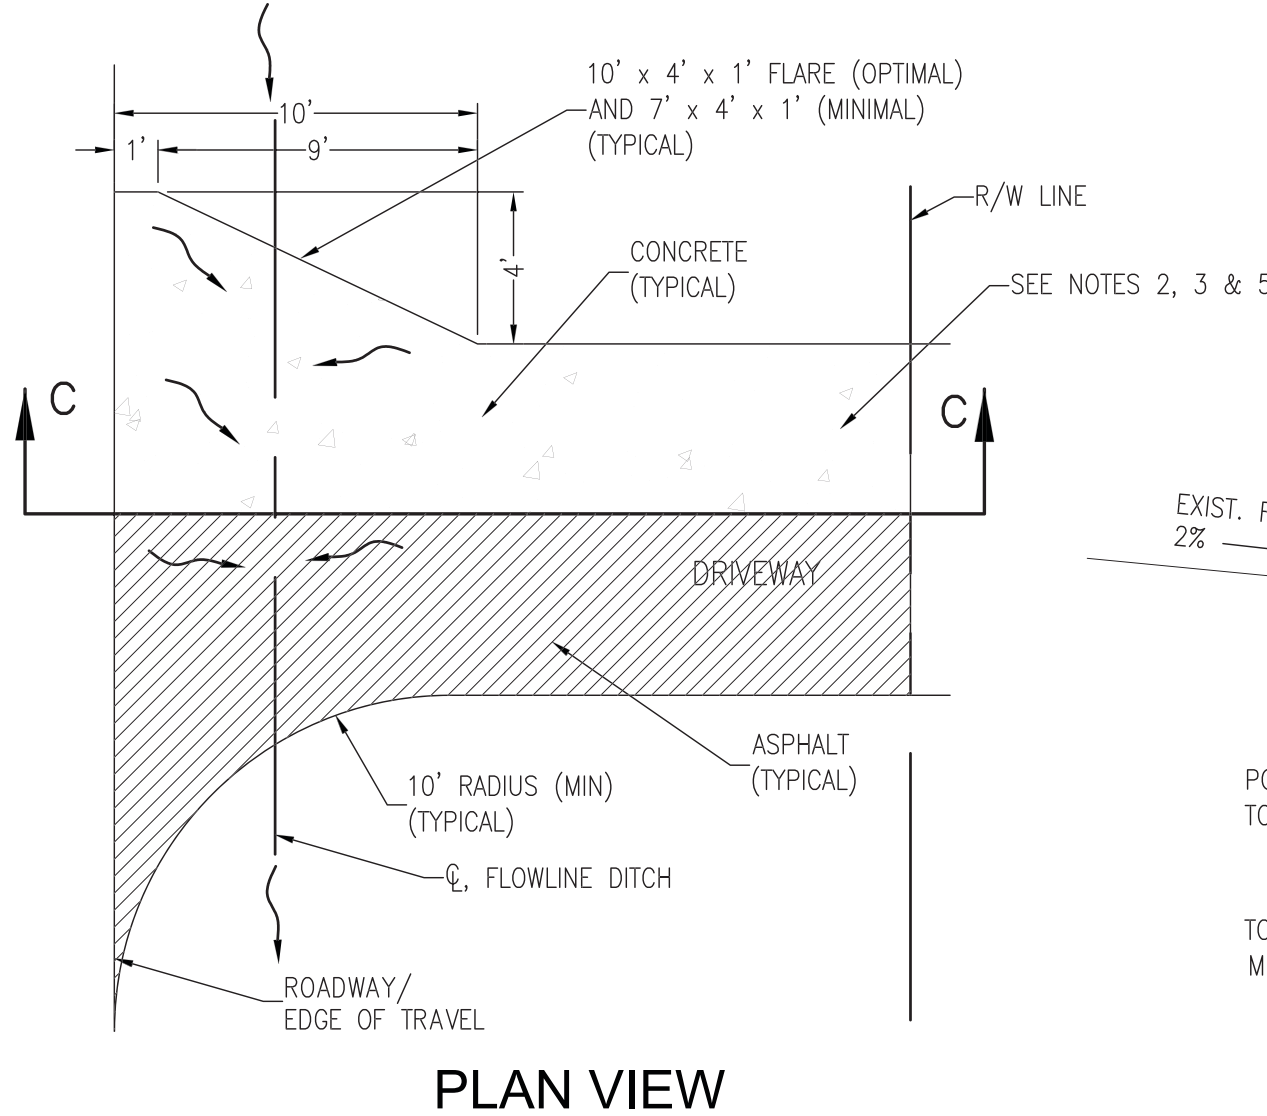 10' x 4' x 1' FLARE (OPTIMAL)
AND 7' x 4' x 1' (MINIMAL)
(TYPICAL)
10'
1'
9'
R/W LINE
4'
CONCRETE
(TYPICAL)
SEE NOTES 2, 3 & 5
C
C
EXIST.
2%
DRIVEWAY
ASPHALT
(TYPICAL)
10' RADIUS (MIN)
(TYPICAL)
℄, FLOWLINE DITCH
ROADWAY/
EDGE OF TRAVEL
PLAN VIEW